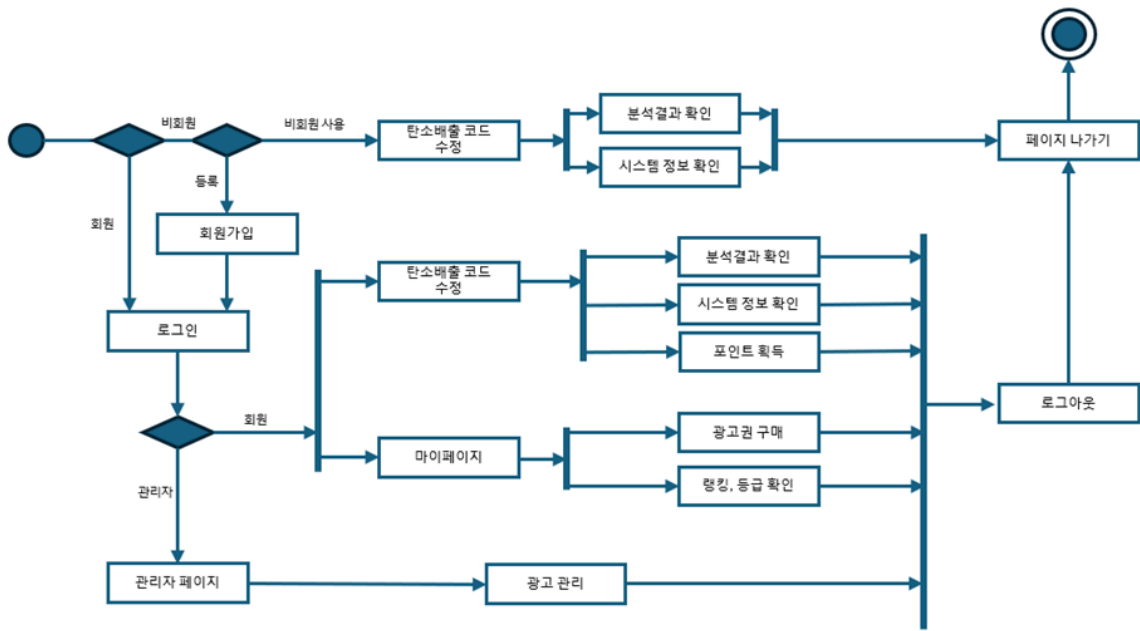 비회원
비회원 사용
탄소배출 코드
수정
분석결과 확인
시스템 정보 확인
페이지 나가기
회원
등록
회원가입
로그인
탄소배출 코드
수정
분석결과 확인
시스템 정보 확인
포인트 획득
로그아웃
회원
마이페이지
광고권 구매
랭킹, 등급 확인
관리자
관리자 페이지
광고 관리